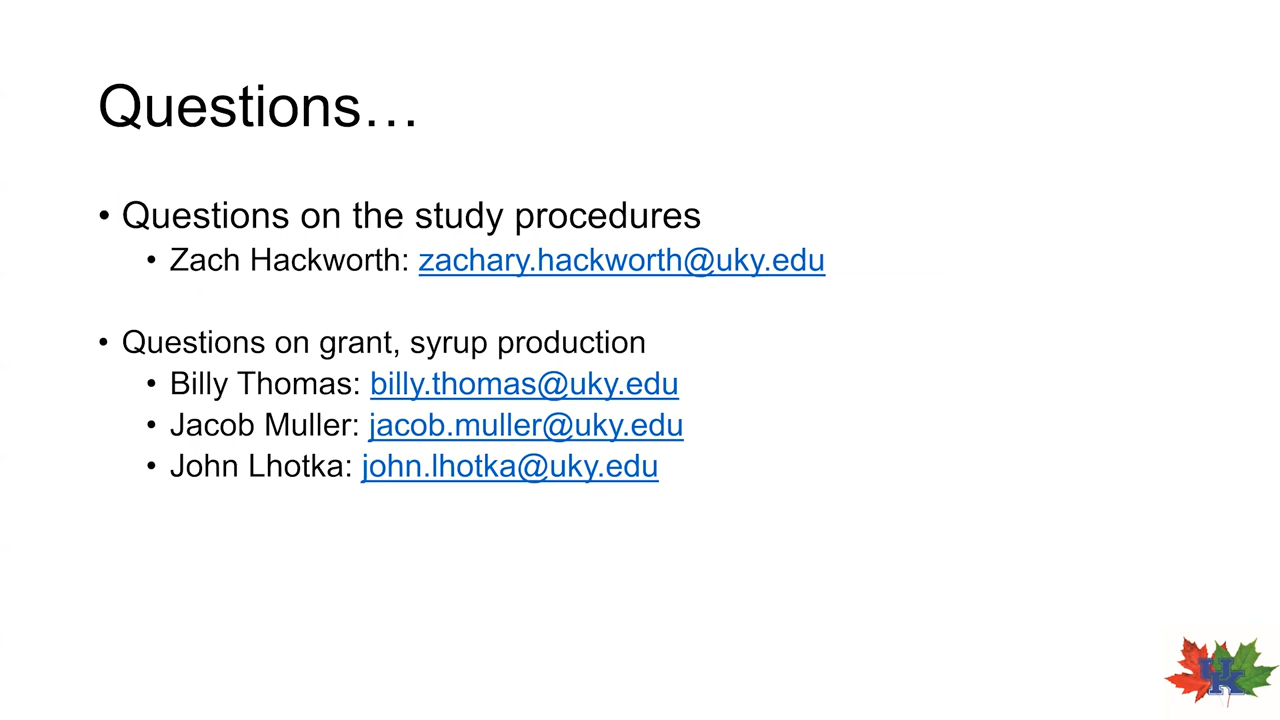 Questions…
• Questions on the study procedures
• Zach Hackworth: zachary.hackworth@uky.edu
• Questions on grant, syrup production
• Billy Thomas: billy.thomas@uky.edu
• Jacob Muller: jacob.muller@uky.edu
• John Lhotka: john.lhotka@uky.edu
UK